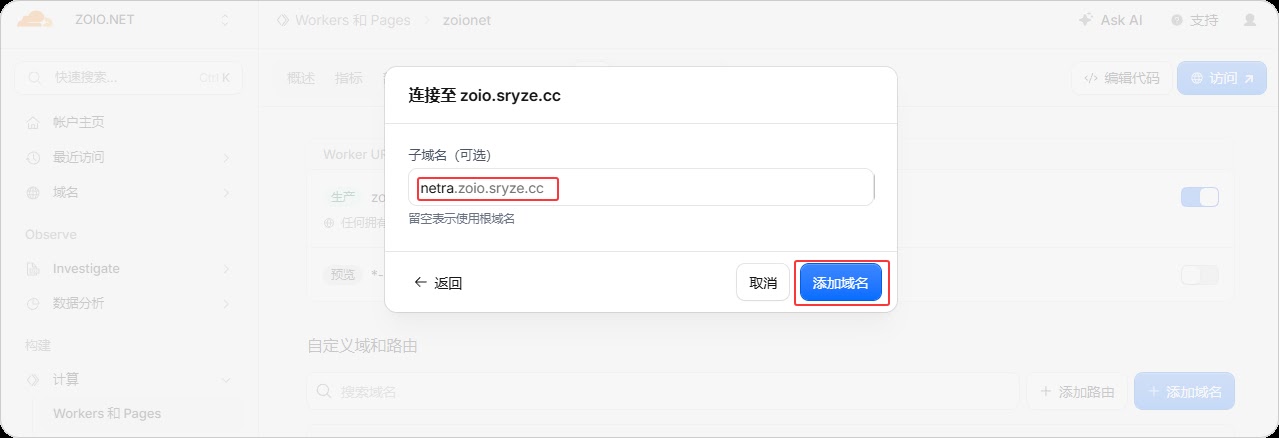 ZOIO.NET
Workers 和 Pages
zoionet
Ask AI
支持
快速搜索... Ctrl K
概述 指标
编辑代码
访问
连接至 zoio.sryze.cc
子域名（可选）
netra.zoio.sryze.cc
留空表示使用根域名
返回
取消
添加域名
帐户主页
最近访问
域名
Observe
Investigate
数据分析
构建
计算
Workers 和 Pages
Worker UR
生产 zo
任何拥有
预览 *-
自定义域和路由
搜索域名
添加路由
添加域名